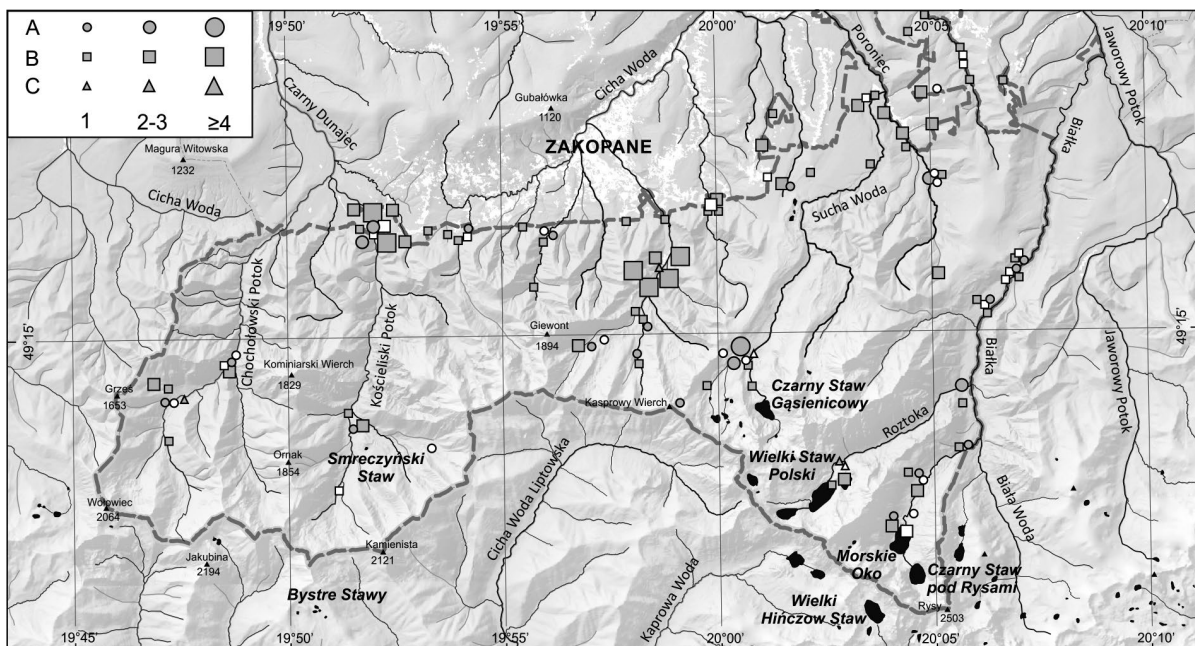 A
B
C
1 2-3 ≥4
19°50'
19°55'
20°00'
20°05'
20°10'
Czarny Dunajec
Gubałówka
1120
Cicha Woda
Poroniec
Jaworowy Potok
Białka
ZAKOPANE
Magura Witowska
1232
Cicha Woda
Sucha Woda
49°15'
49°15'
Chochołowski Potok
Kościeliski Potok
Giewont
1894
Białka
Jaworowy Potok
Kominiarski Wierch
1829
Grześ
1653
Kasprowy Wierch
Czarny Staw
Gąsienicowy
Roztoka
Ornak
1854
Smreczyński
Staw
Wielki Staw
Polski
Cicha Woda Liptowska
Biała Woda
Wołowiec
2064
Kamienista
2121
Jakubina
2194
Morskie
Oko
Czarny Staw
pod Rysami
Bystre Stawy
Kaprowa Woda
Wielki
Hińczow Staw
Rysy
2503
19°45'
19°50'
19°55'
20°00'
20°05'
20°10'